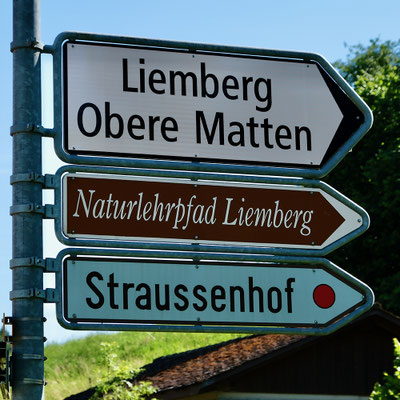 Liemberg
Obere Matten
Naturlehrpfad Liemberg
Straussenhof